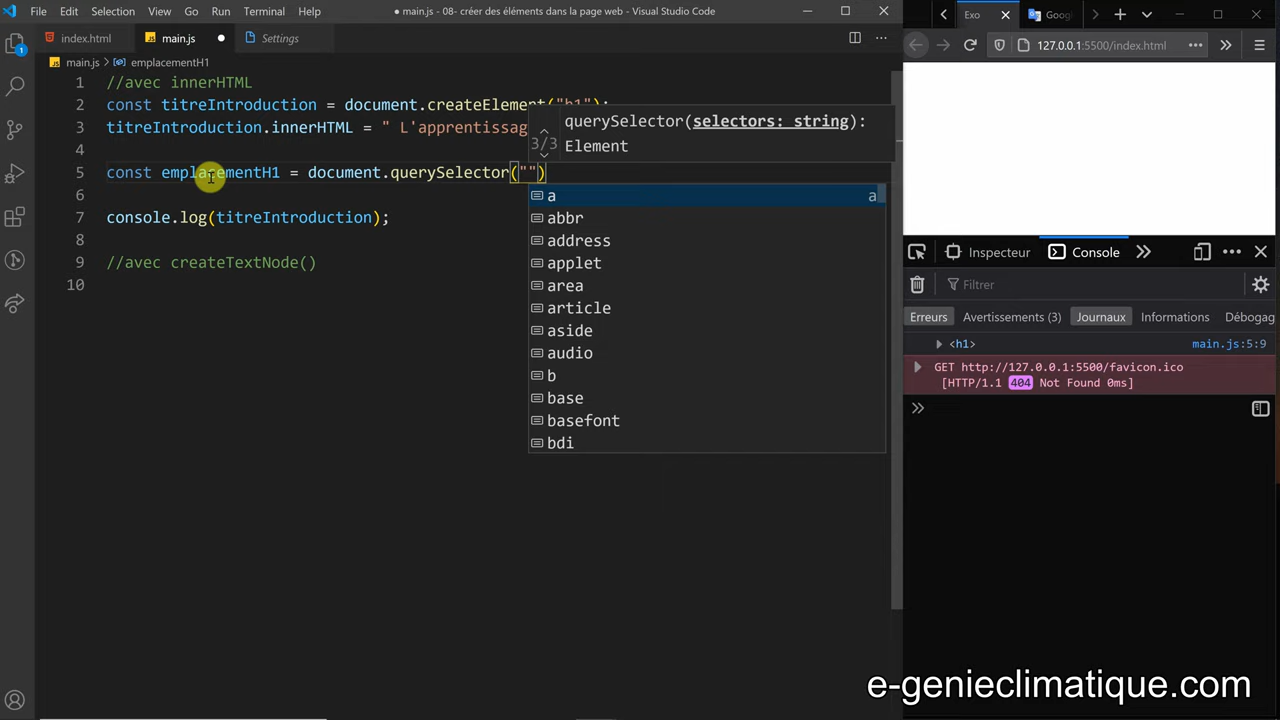 File Edit Selection View Go Run Terminal Help
● main.js - 08- créer des éléments dans la page web - Visual Studio Code
index.html
main.js ●
Settings
main.js > emplacementH1
1 //avec innerHTML
2 const titreIntroduction = document.createElement("h1");
3 titreIntroduction.innerHTML = " L'apprentissag
4
5 const emplacementH1 = document.querySelector("")
6
7 console.log(titreIntroduction);
8
9 //avec createTextNode()
10
3/3
querySelector(selectors: string):
Element
a a
abbr
address
applet
area
article
aside
audio
b
base
basefont
bdi
1
Exo
Googl
127.0.0.1:5500/index.html
Inspecteur
Console
Filtrer
Erreurs Avertissements (3) Journaux Informations Débogag
<h1> main.js:5:9
GET http://127.0.0.1:5500/favicon.ico
[HTTP/1.1 404 Not Found 0ms]
e-genieclimatique.com